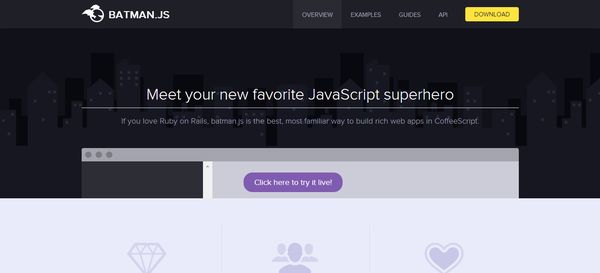 BATMAN.JS
OVERVIEW EXAMPLES GUIDES API DOWNLOAD
Meet your new favorite JavaScript superhero
If you love Ruby on Rails, batman.js is the best, most familiar way to build rich web apps in CoffeeScript.
Click here to try it live!